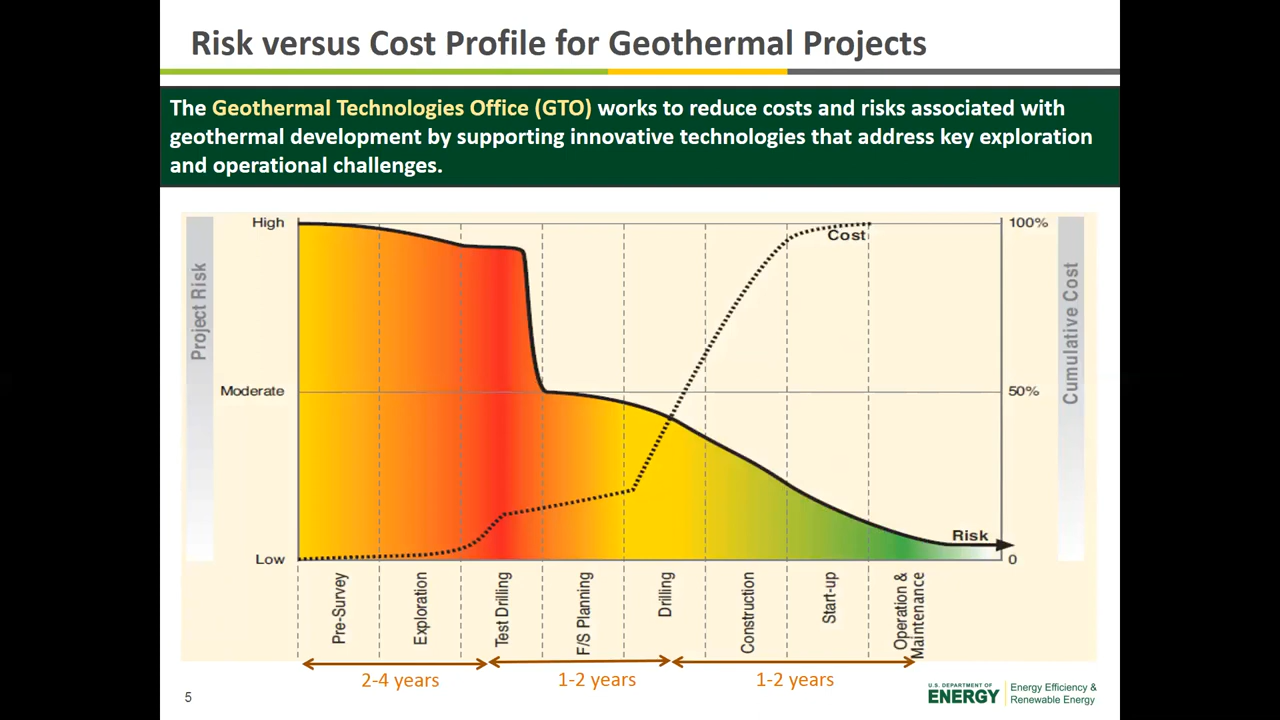 Risk versus Cost Profile for Geothermal Projects
The Geothermal Technologies Office (GTO) works to reduce costs and risks associated with
geothermal development by supporting innovative technologies that address key exploration
and operational challenges.
Project Risk
High
Moderate
Low
Cost
Risk
100%
50%
0
Cumulative Cost
Pre-Survey
Exploration
Test Drilling
F/S Planning
Drilling
Construction
Start-up
Operation &
Maintenance
2-4 years
1-2 years
1-2 years
5
U.S. DEPARTMENT OF
ENERGY
Energy Efficiency &
Renewable Energy